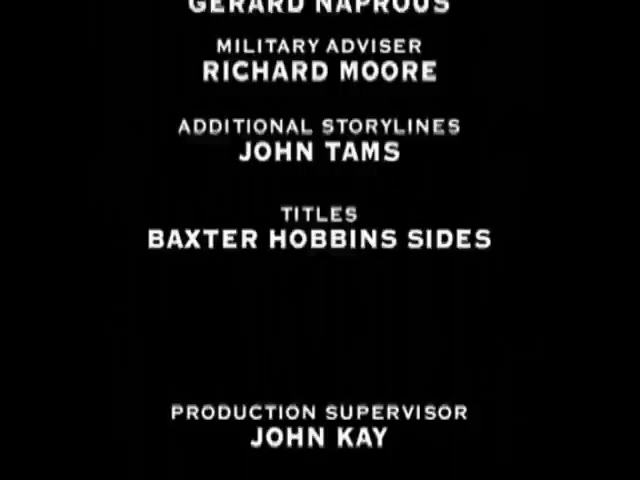 GERARD NAPROUS
MILITARY ADVISER
RICHARD MOORE
ADDITIONAL STORYLINES
JOHN TAMS
TITLES
BAXTER HOBBINS SIDES
PRODUCTION SUPERVISOR
JOHN KAY